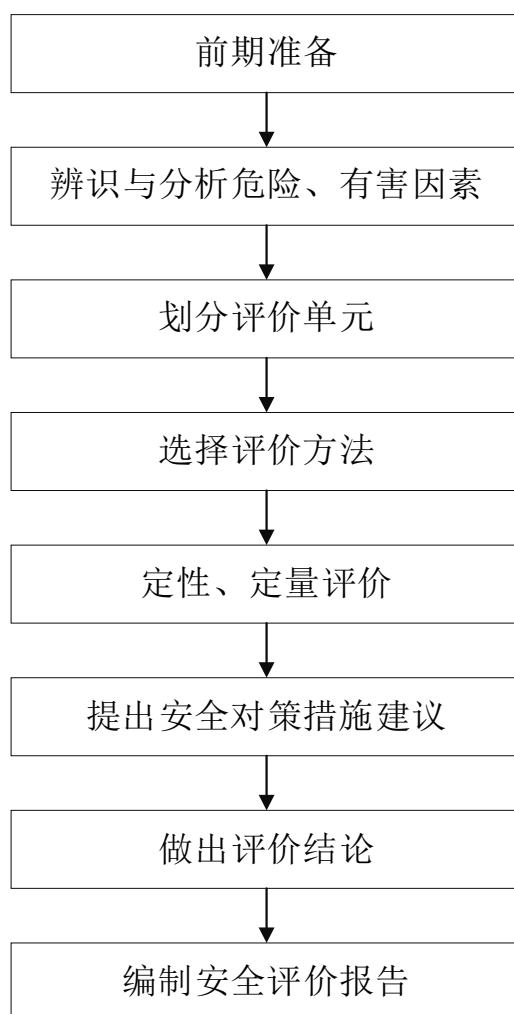 前期准备
辨识与分析危险、有害因素
划分评价单元
选择评价方法
定性、定量评价
提出安全对策措施建议
做出评价结论
编制安全评价报告